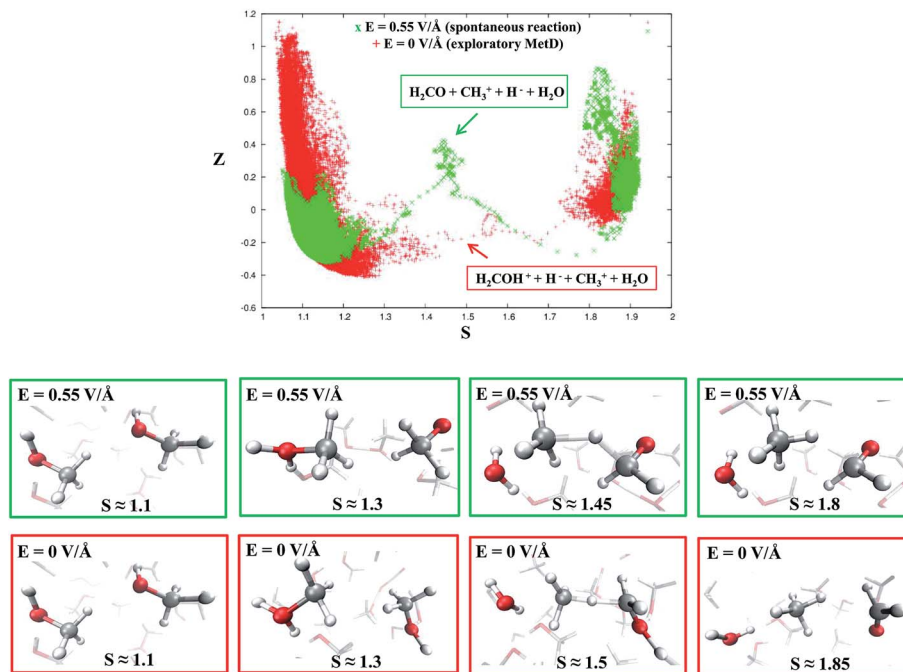 1.2
1
0.8
0.6
0.4
0.2
0
-0.2
-0.4
-0.6
Z
x E = 0.55 V/Å (spontaneous reaction)
+ E = 0 V/Å (exploratory MetD)
H₂CO + CH₃⁺ + H⁻ + H₂O
H₂COH⁺ + H⁻ + CH₃⁺ + H₂O
1 1.1 1.2 1.3 1.4 1.5 1.6 1.7 1.8 1.9 2
S
E = 0.55 V/Å
S ≈ 1.1
E = 0.55 V/Å
S ≈ 1.3
E = 0.55 V/Å
S ≈ 1.45
E = 0.55 V/Å
S ≈ 1.8
E = 0 V/Å
S ≈ 1.1
E = 0 V/Å
S ≈ 1.3
E = 0 V/Å
S ≈ 1.5
E = 0 V/Å
S ≈ 1.85